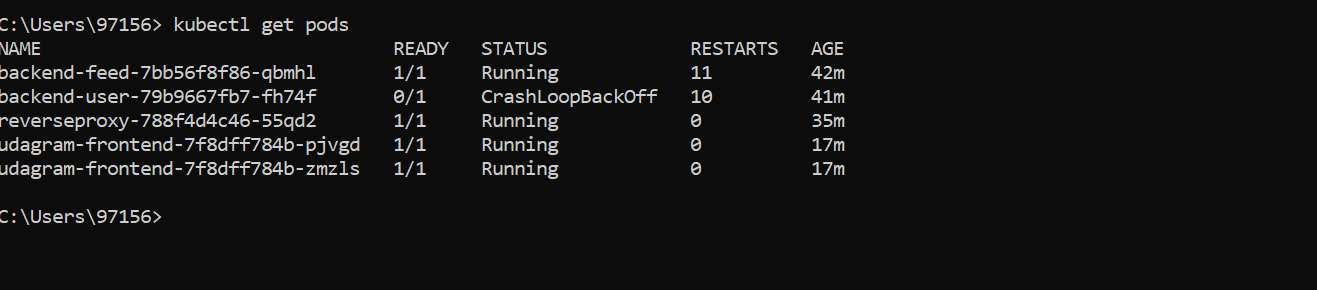 C:\Users\97156> kubectl get pods
NAME READY STATUS RESTARTS AGE
backend-feed-7bb56f8f86-qbmhl 1/1 Running 11 42m
backend-user-79b9667fb7-fh74f 0/1 CrashLoopBackOff 10 41m
reverseproxy-788f4d4c46-55qd2 1/1 Running 0 35m
udagram-frontend-7f8dff784b-pjvgd 1/1 Running 0 17m
udagram-frontend-7f8dff784b-zmzls 1/1 Running 0 17m
C:\Users\97156>